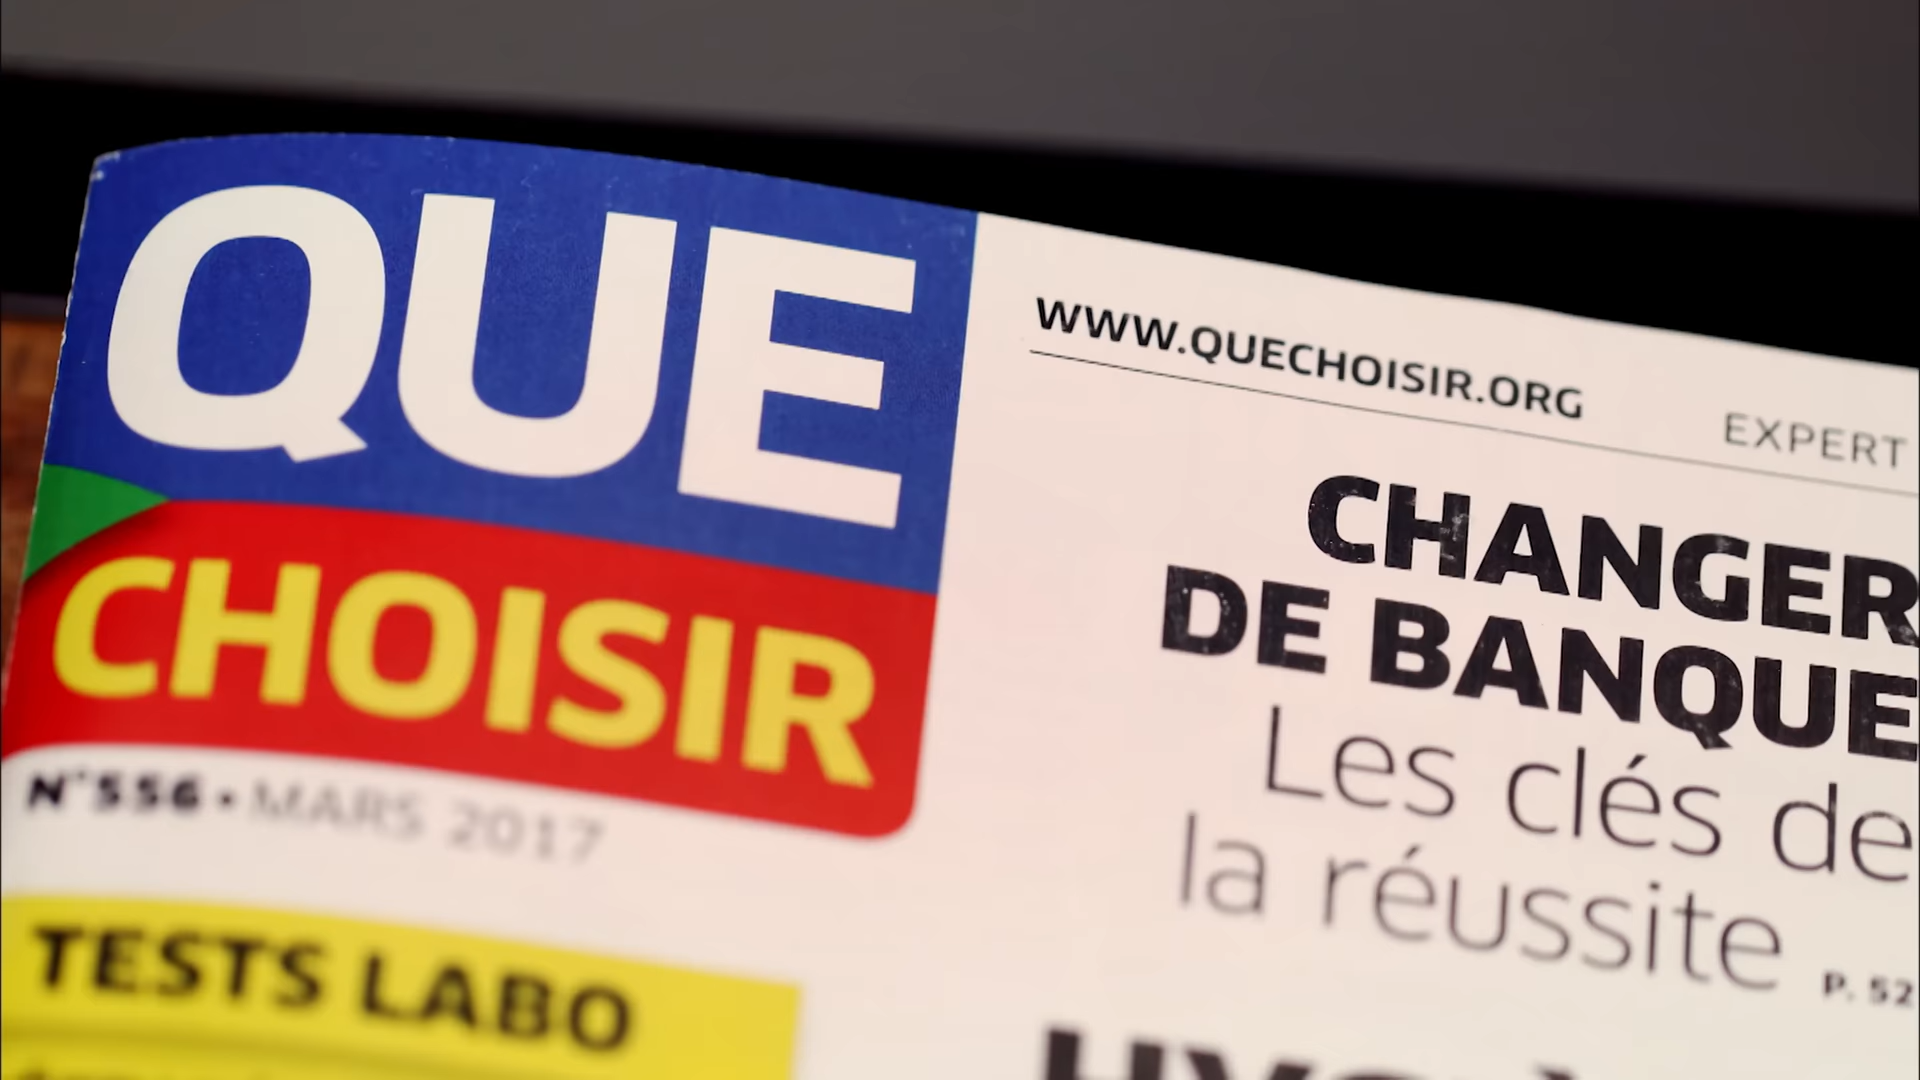 QUE
CHOISIR
N°556 • MARS 2017
TESTS LABO
WWW.QUECHOISIR.ORG
EXPERT
CHANGER
DE BANQUE
Les clés de
la réussite P. 52